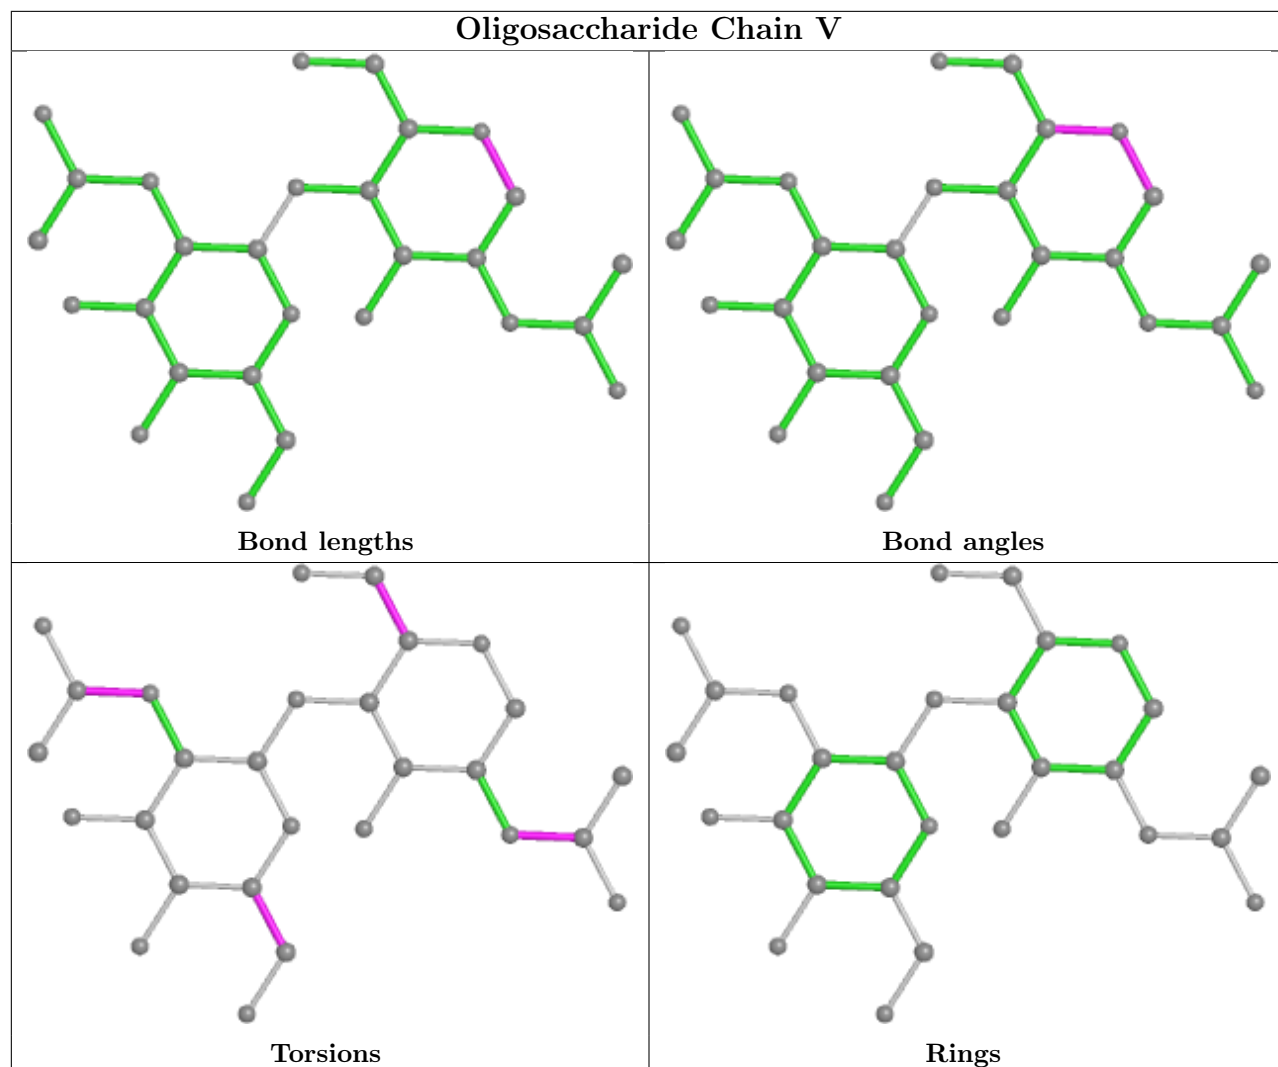 Oligosaccharide Chain V
Bond lengths
Bond angles
Torsions
Rings